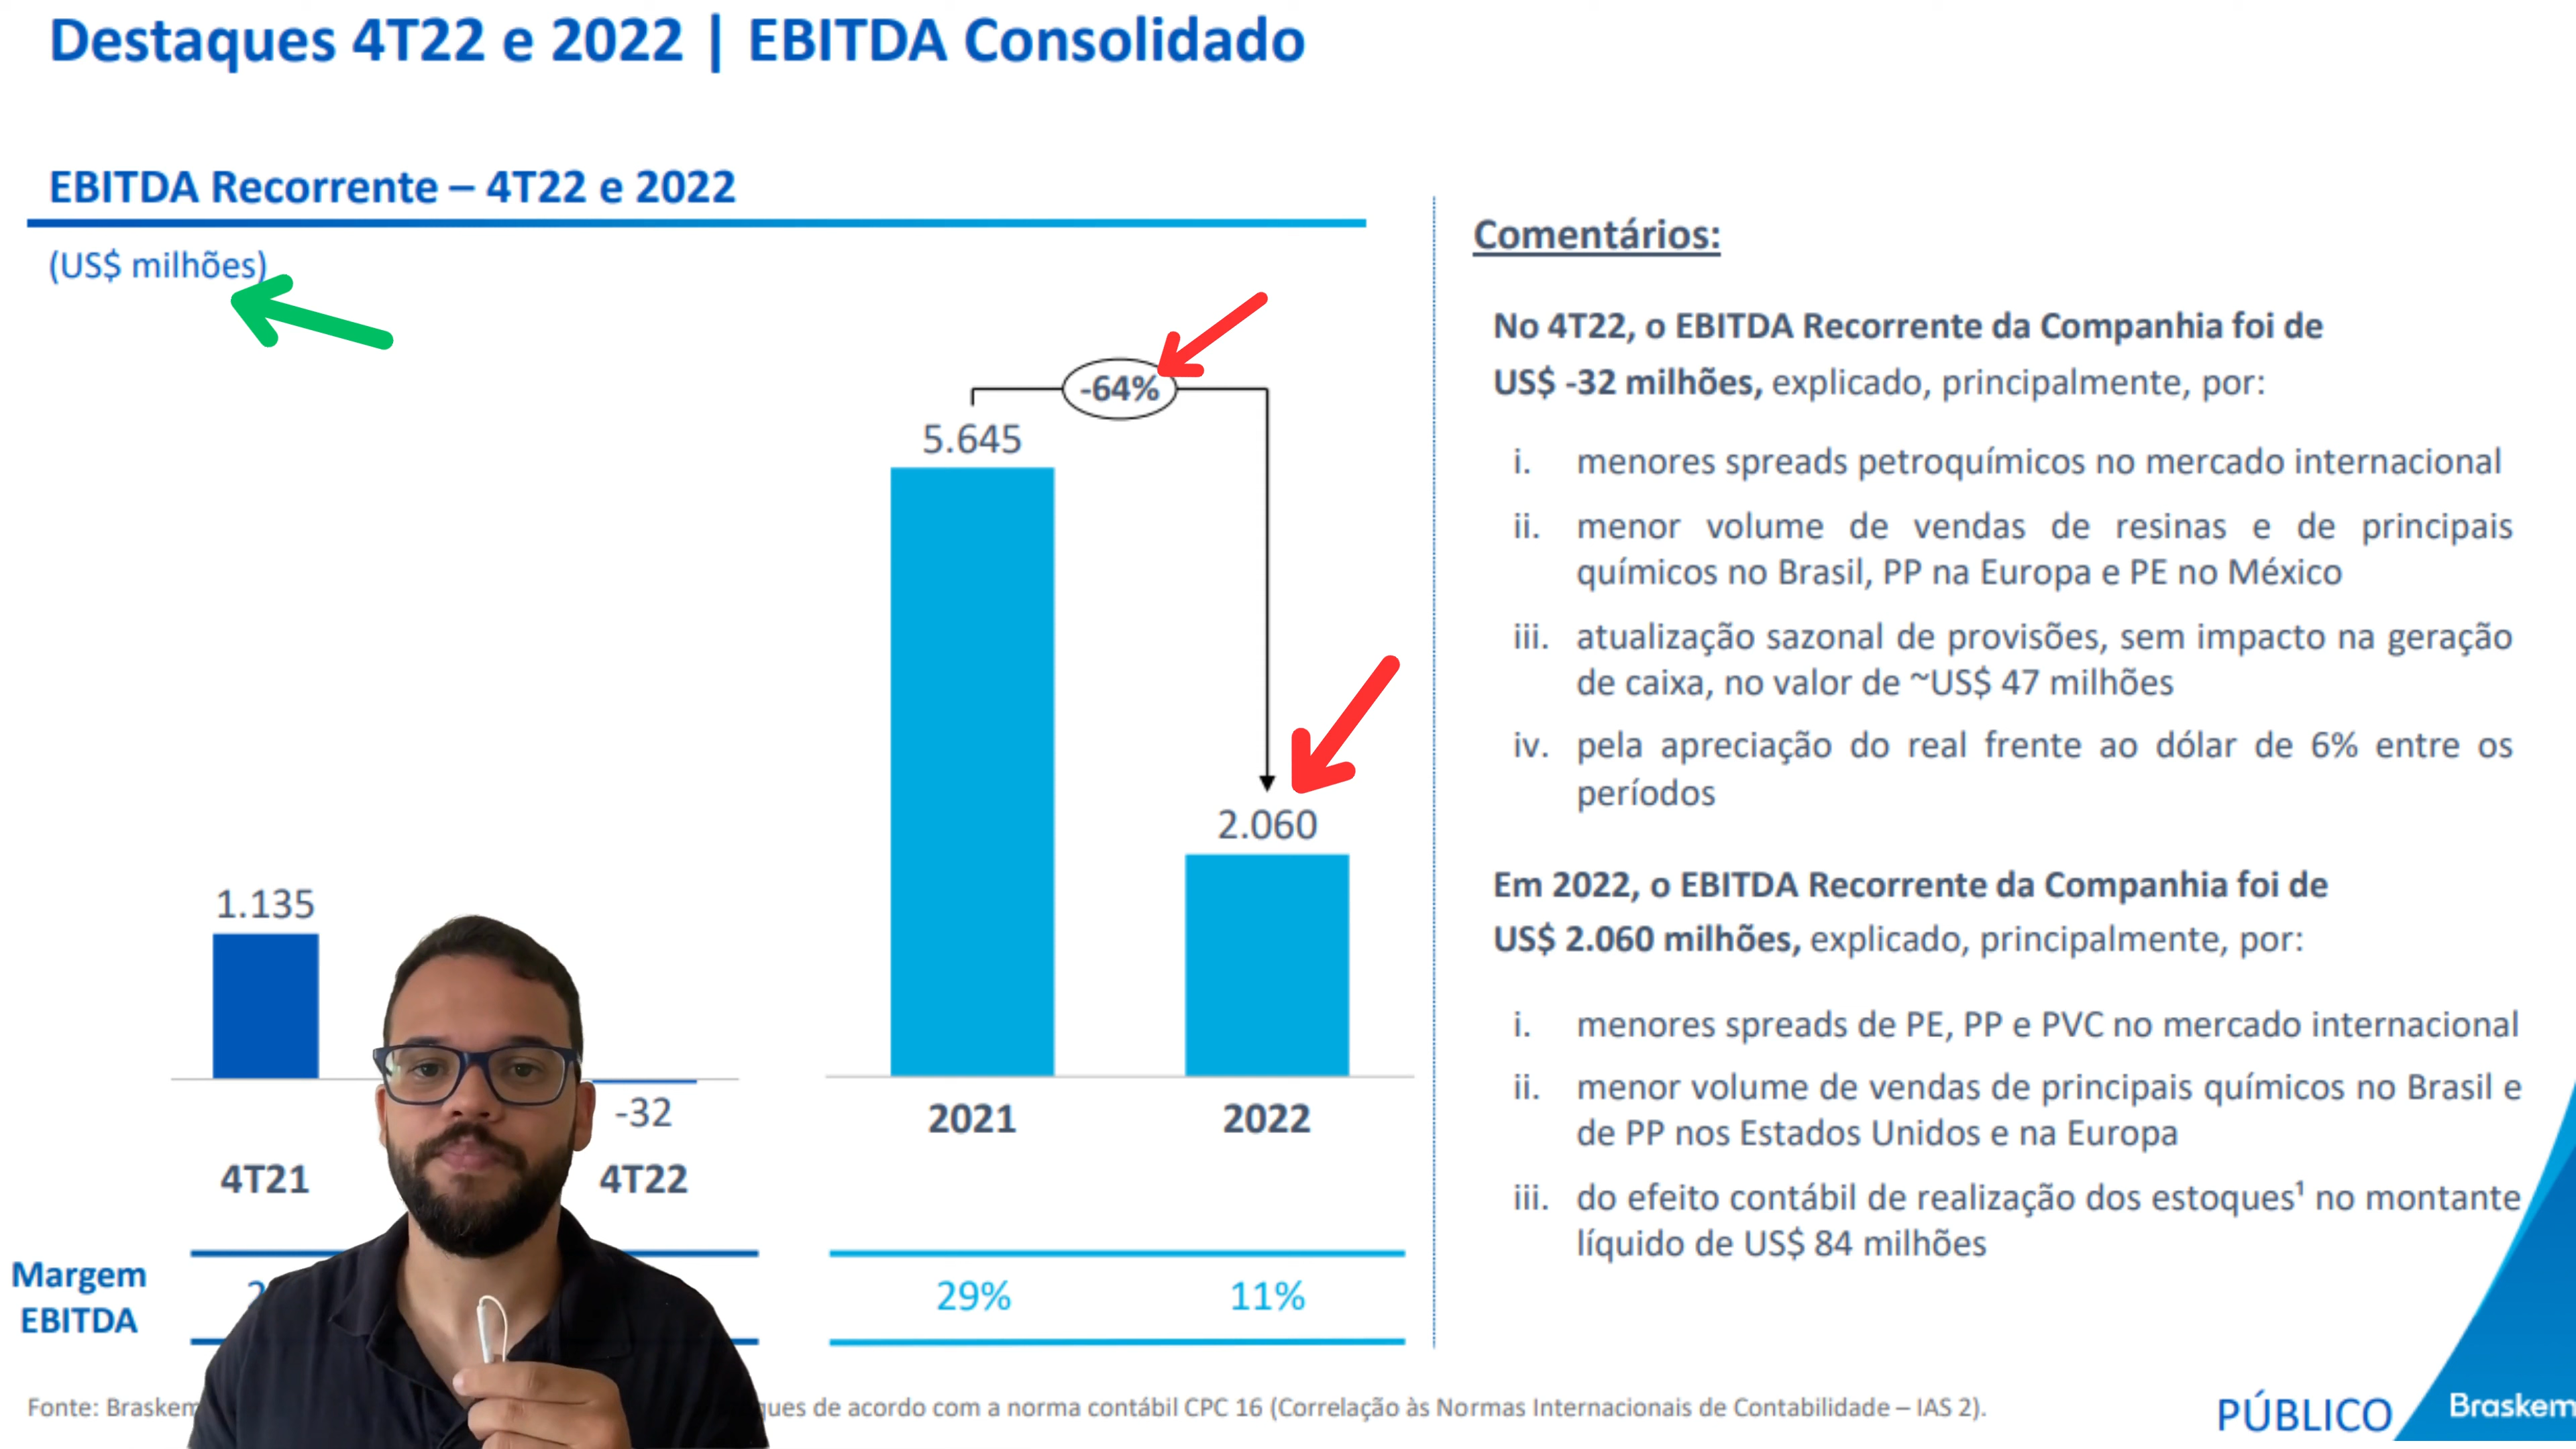 Destaques 4T22 e 2022 | EBITDA Consolidado
EBITDA Recorrente – 4T22 e 2022
(US$ milhões)
-64%
5.645
2.060
1.135
-32
4T21
4T22
2021
2022
Margem
EBITDA
29%
11%
Comentários:
No 4T22, o EBITDA Recorrente da Companhia foi de
US$ -32 milhões, explicado, principalmente, por:
i. menores spreads petroquímicos no mercado internacional
ii. menor volume de vendas de resinas e de principais
químicos no Brasil, PP na Europa e PE no México
iii. atualização sazonal de provisões, sem impacto na geração
de caixa, no valor de ~US$ 47 milhões
iv. pela apreciação do real frente ao dólar de 6% entre os
períodos
Em 2022, o EBITDA Recorrente da Companhia foi de
US$ 2.060 milhões, explicado, principalmente, por:
i. menores spreads de PE, PP e PVC no mercado internacional
ii. menor volume de vendas de principais químicos no Brasil e
de PP nos Estados Unidos e na Europa
iii. do efeito contábil de realização dos estoques¹ no montante
líquido de US$ 84 milhões
Fonte: Braskem de acordo com a norma contábil CPC 16 (Correlação às Normas Internacionais de Contabilidade – IAS 2).
PÚBLICO
Braskem